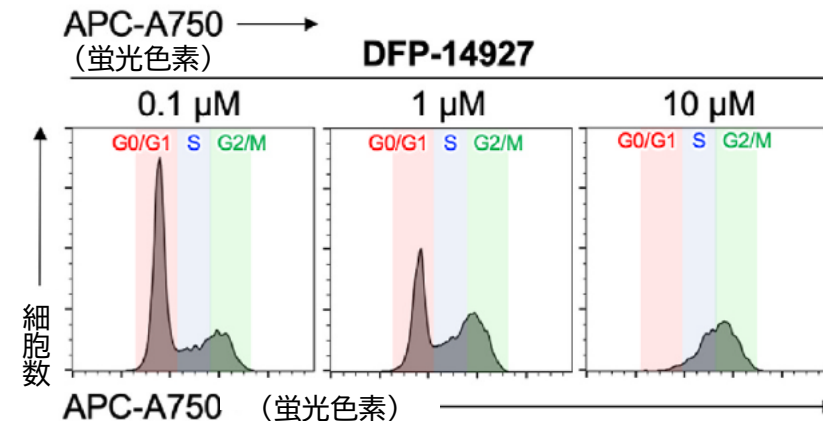 APC-A750
（蛍光色素）
DFP-14927
0.1 μM
1 μM
10 μM
G0/G1 S G2/M
G0/G1 S G2/M
G0/G1 S G2/M
細胞数
APC-A750 （蛍光色素）